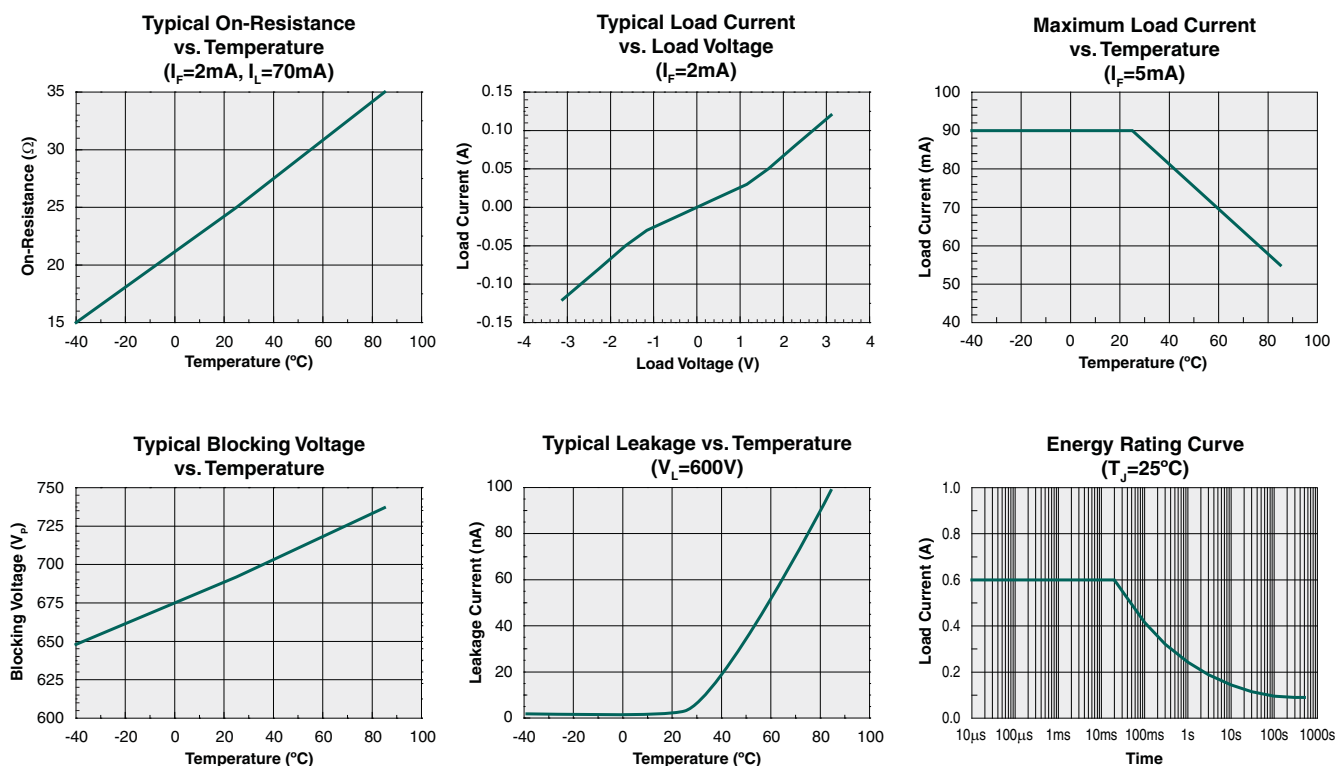 Typical On-Resistance
vs. Temperature
(IF=2mA, IL=70mA)
On-Resistance (Ω)
35
30
25
20
15
-40 -20 0 20 40 60 80 100
Temperature (ºC)
Typical Load Current
vs. Load Voltage
(IF=2mA)
Load Current (A)
0.15
0.10
0.05
0.00
-0.05
-0.10
-0.15
-4 -3 -2 -1 0 1 2 3 4
Load Voltage (V)
Maximum Load Current
vs. Temperature
(IF=5mA)
Load Current (mA)
100
90
80
70
60
50
40
-40 -20 0 20 40 60 80 100
Temperature (ºC)
Typical Blocking Voltage
vs. Temperature
Blocking Voltage (VP)
750
725
700
675
650
625
600
-40 -20 0 20 40 60 80 100
Temperature (ºC)
Typical Leakage vs. Temperature
(VL=600V)
Leakage Current (nA)
100
80
60
40
20
0
-40 -20 0 20 40 60 80 100
Temperature (ºC)
Energy Rating Curve
(TJ=25ºC)
Load Current (A)
1.0
0.8
0.6
0.4
0.2
0.0
10μs 100μs 1ms 10ms 100ms 1s 10s 100s 1000s
Time